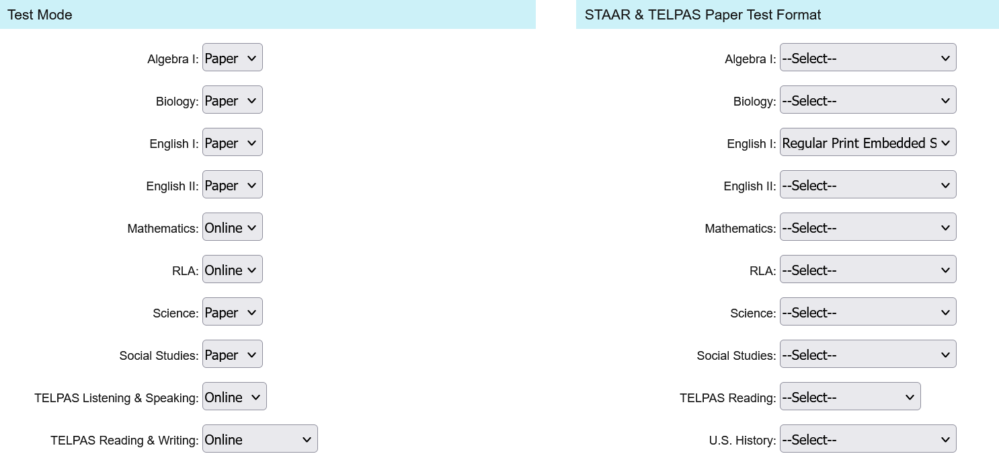 Test Mode
STAAR & TELPAS Paper Test Format
Algebra I: Paper
Algebra I: --Select--
Biology: Paper
Biology: --Select--
English I: Paper
English I: Regular Print Embedded S
English II: Paper
English II: --Select--
Mathematics: Online
Mathematics: --Select--
RLA: Online
RLA: --Select--
Science: Paper
Science: --Select--
Social Studies: Paper
Social Studies: --Select--
TELPAS Listening & Speaking: Online
TELPAS Reading: --Select--
TELPAS Reading & Writing: Online
U.S. History: --Select--